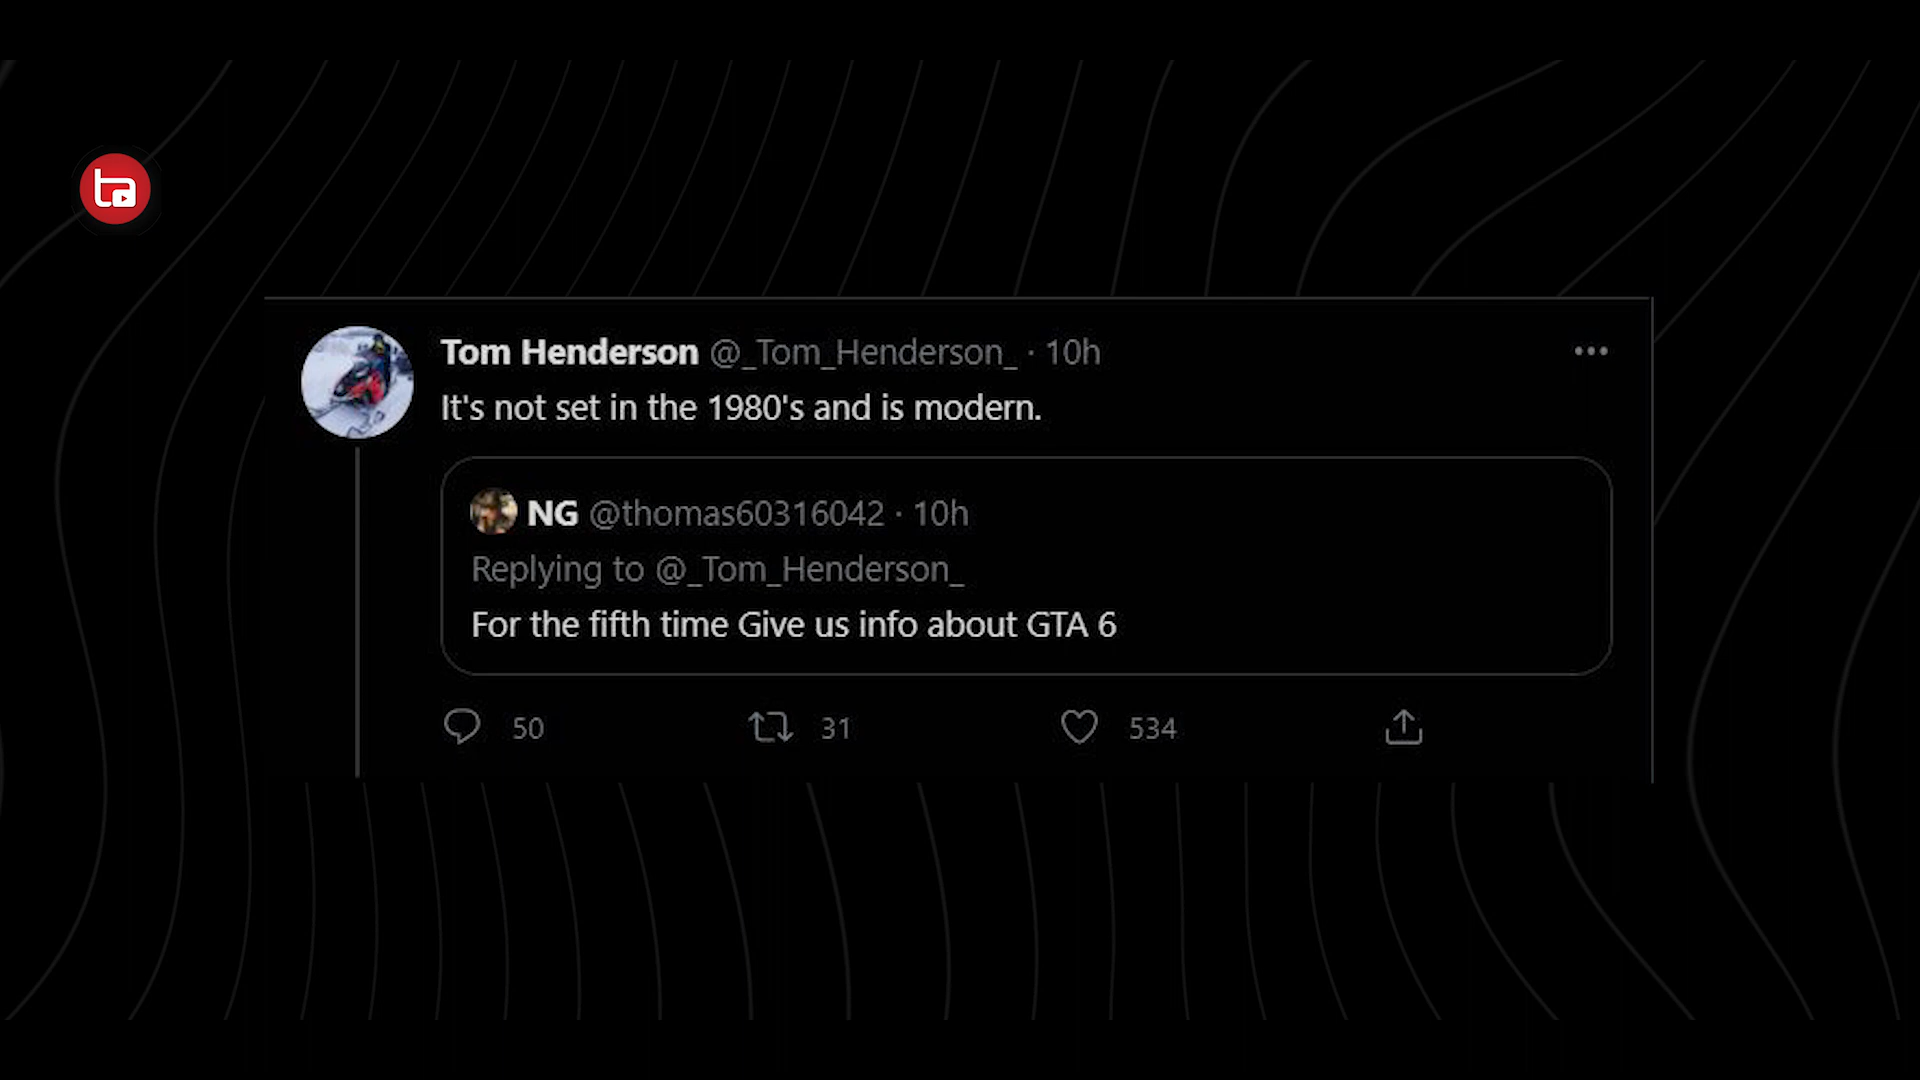 ta
Tom Henderson @_Tom_Henderson_ · 10h
It's not set in the 1980's and is modern.
NG @thomas60316042 · 10h
Replying to @_Tom_Henderson_
For the fifth time Give us info about GTA 6
50 31 534